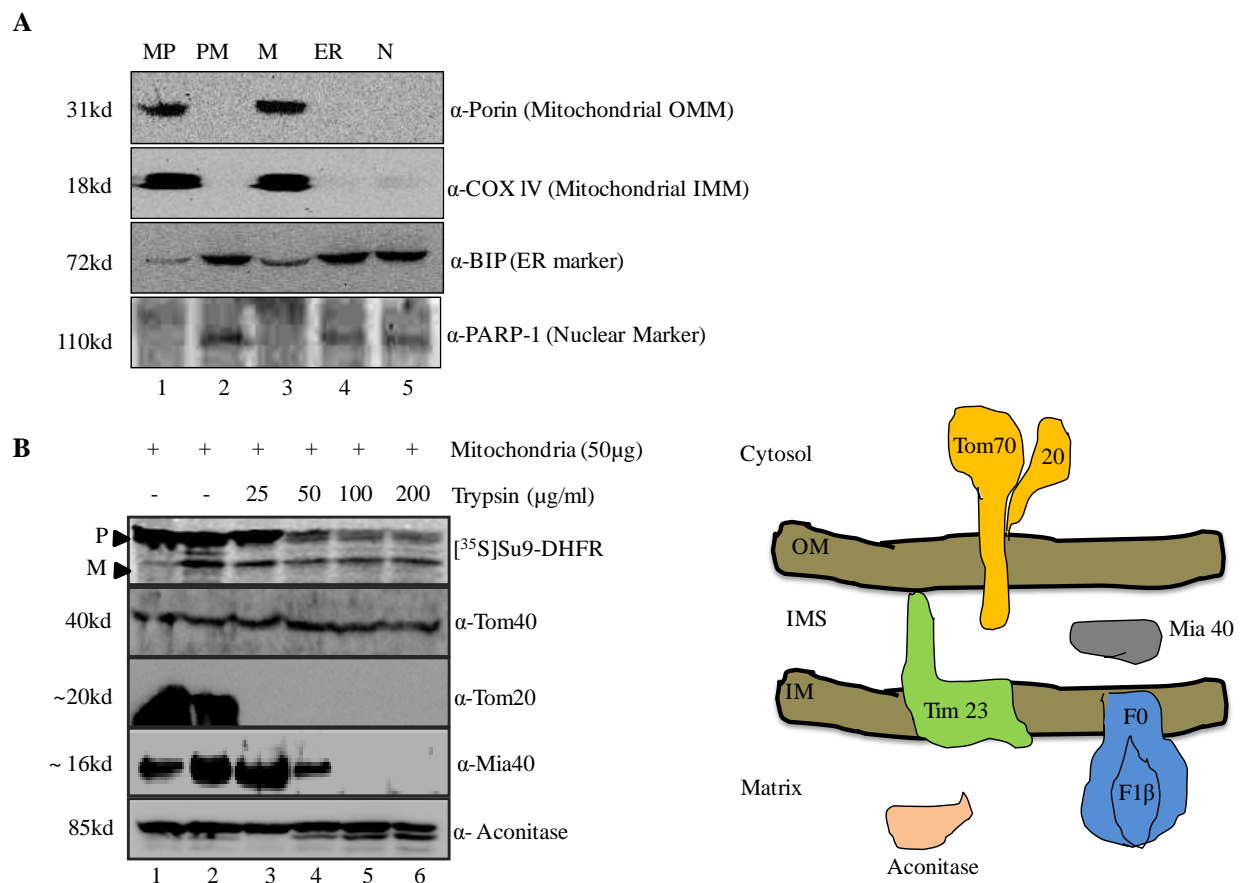 A
MP PM M ER N
31kd α-Porin (Mitochondrial OMM)
18kd α-COX IV (Mitochondrial IMM)
72kd α-BIP (ER marker)
110kd α-PARP-1 (Nuclear Marker)
1 2 3 4 5
B
+ + + + + + Mitochondria (50µg)
- - 25 50 100 200 Trypsin (µg/ml)
P [³⁵S]Su9-DHFR
M
40kd α-Tom40
~20kd α-Tom20
~ 16kd α-Mia40
85kd α- Aconitase
1 2 3 4 5 6
Cytosol
Tom70
20
OM
IMS
Mia 40
IM
Tim 23
F0
F1β
Matrix
Aconitase